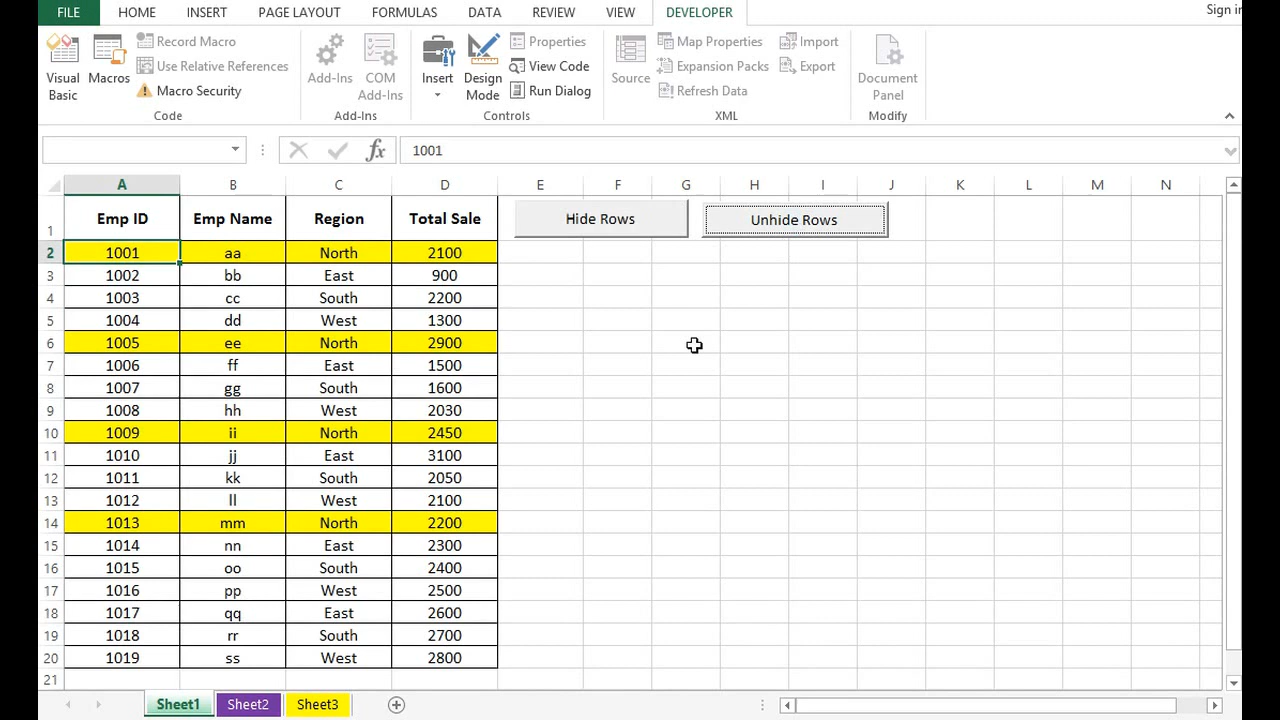 FILE HOME INSERT PAGE LAYOUT FORMULAS DATA REVIEW VIEW DEVELOPER Sign in
Visual Basic
Macros
Record Macro
Use Relative References
Macro Security
Code
Add-Ins
COM Add-Ins
Add-Ins
Insert
Design Mode
Properties
View Code
Run Dialog
Controls
Source
Map Properties
Expansion Packs
Refresh Data
Import
Export
XML
Document Panel
Modify
fx 1001
A B C D E F G H I J K L M N
1 Emp ID Emp Name Region Total Sale Hide Rows Unhide Rows
2 1001 aa North 2100
3 1002 bb East 900
4 1003 cc South 2200
5 1004 dd West 1300
6 1005 ee North 2900
7 1006 ff East 1500
8 1007 gg South 1600
9 1008 hh West 2030
10 1009 ii North 2450
11 1010 jj East 3100
12 1011 kk South 2050
13 1012 ll West 2100
14 1013 mm North 2200
15 1014 nn East 2300
16 1015 oo South 2400
17 1016 pp West 2500
18 1017 qq East 2600
19 1018 rr South 2700
20 1019 ss West 2800
21
Sheet1 Sheet2 Sheet3